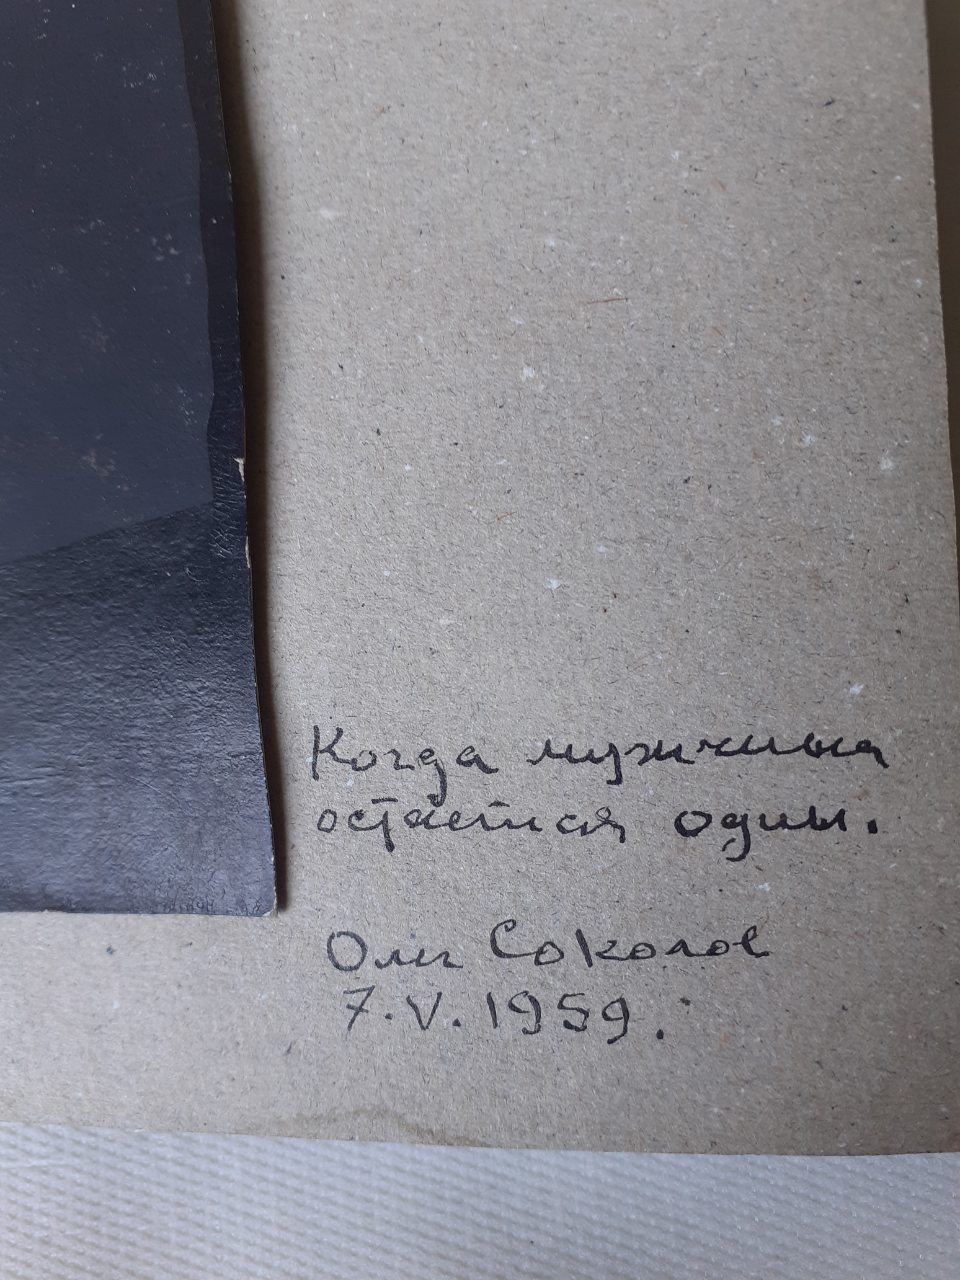 Когда мужчина
остается один.
Олег Соколов
7.V.1959.